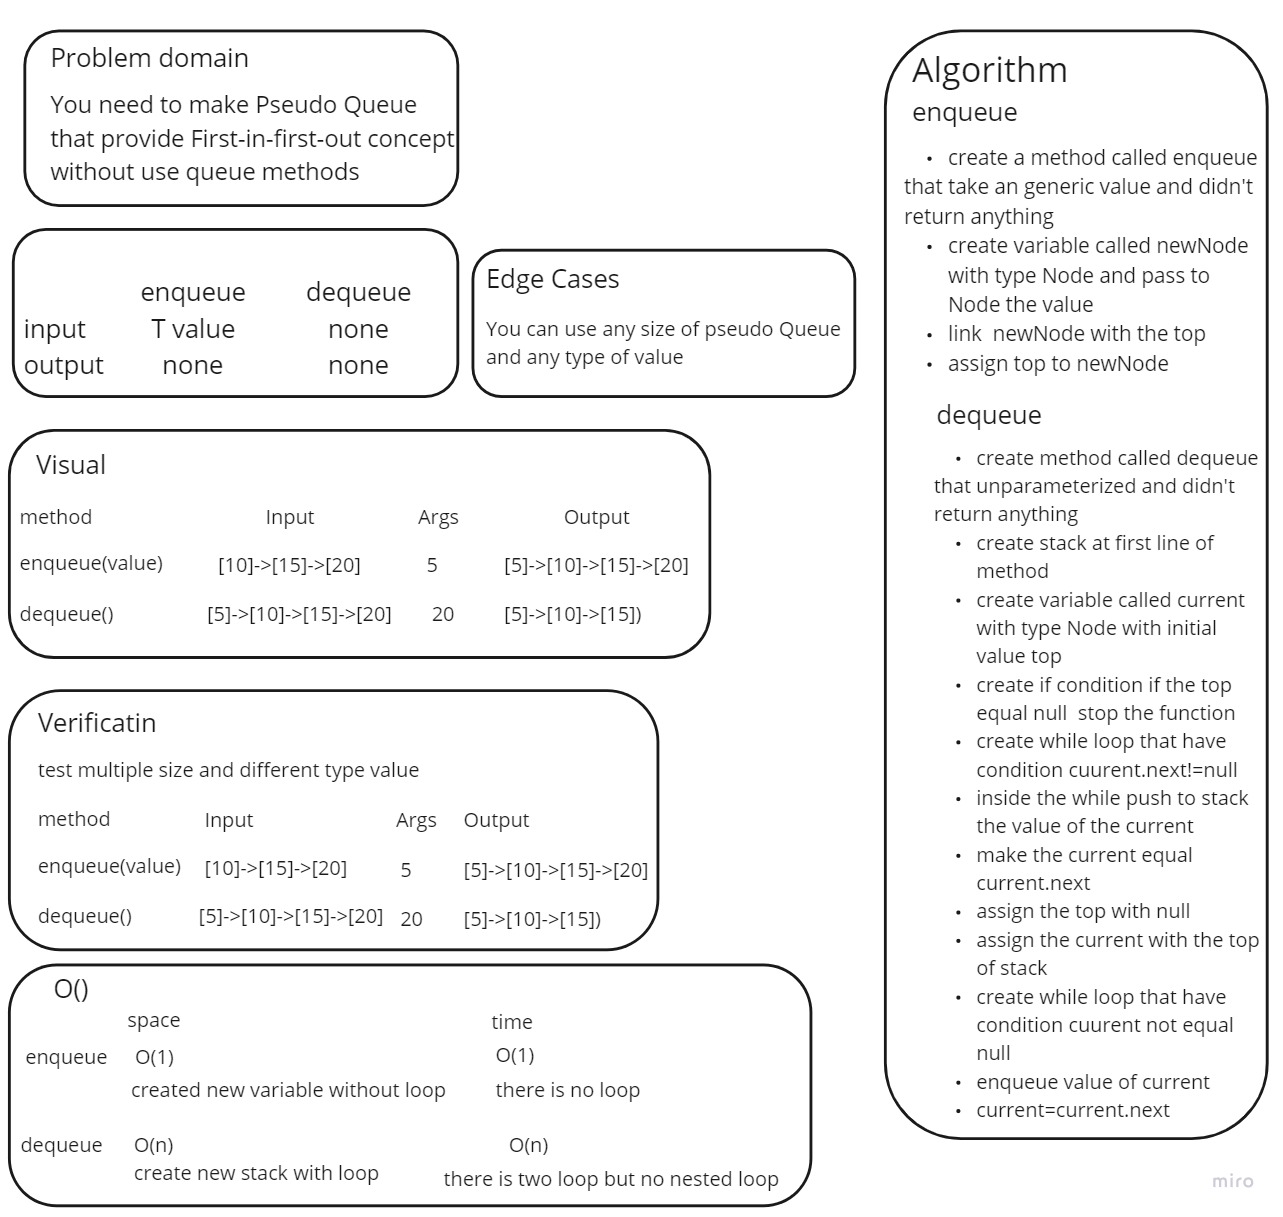 Problem domain
You need to make Pseudo Queue
that provide First-in-first-out concept
without use queue methods
enqueue dequeue
input T value none
output none none
Edge Cases
You can use any size of pseudo Queue
and any type of value
Visual
method Input Args Output
enqueue(value) [10]->[15]->[20] 5 [5]->[10]->[15]->[20]
dequeue() [5]->[10]->[15]->[20] 20 [5]->[10]->[15])
Verificatin
test multiple size and different type value
method Input Args Output
enqueue(value) [10]->[15]->[20] 5 [5]->[10]->[15]->[20]
dequeue() [5]->[10]->[15]->[20] 20 [5]->[10]->[15])
O()
space time
enqueue O(1) O(1)
created new variable without loop there is no loop
dequeue O(n) O(n)
create new stack with loop there is two loop but no nested loop
Algorithm
enqueue
• create a method called enqueue
that take an generic value and didn't
return anything
• create variable called newNode
with type Node and pass to
Node the value
• link newNode with the top
• assign top to newNode
dequeue
• create method called dequeue
that unparameterized and didn't
return anything
• create stack at first line of
method
• create variable called current
with type Node with initial
value top
• create if condition if the top
equal null stop the function
• create while loop that have
condition cuurent.next!=null
• inside the while push to stack
the value of the current
• make the current equal
current.next
• assign the top with null
• assign the current with the top
of stack
• create while loop that have
condition cuurent not equal
null
• enqueue value of current
• current=current.next
miro